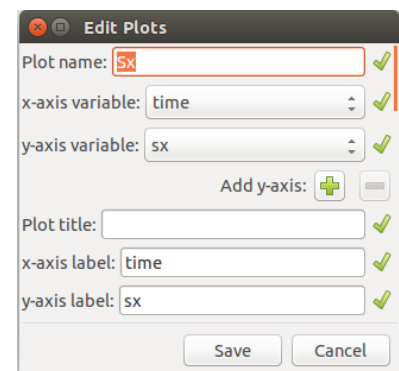 Edit Plots
Plot name: Sx
x-axis variable: time
y-axis variable: sx
Add y-axis:
Plot title:
x-axis label: time
y-axis label: sx
Save Cancel